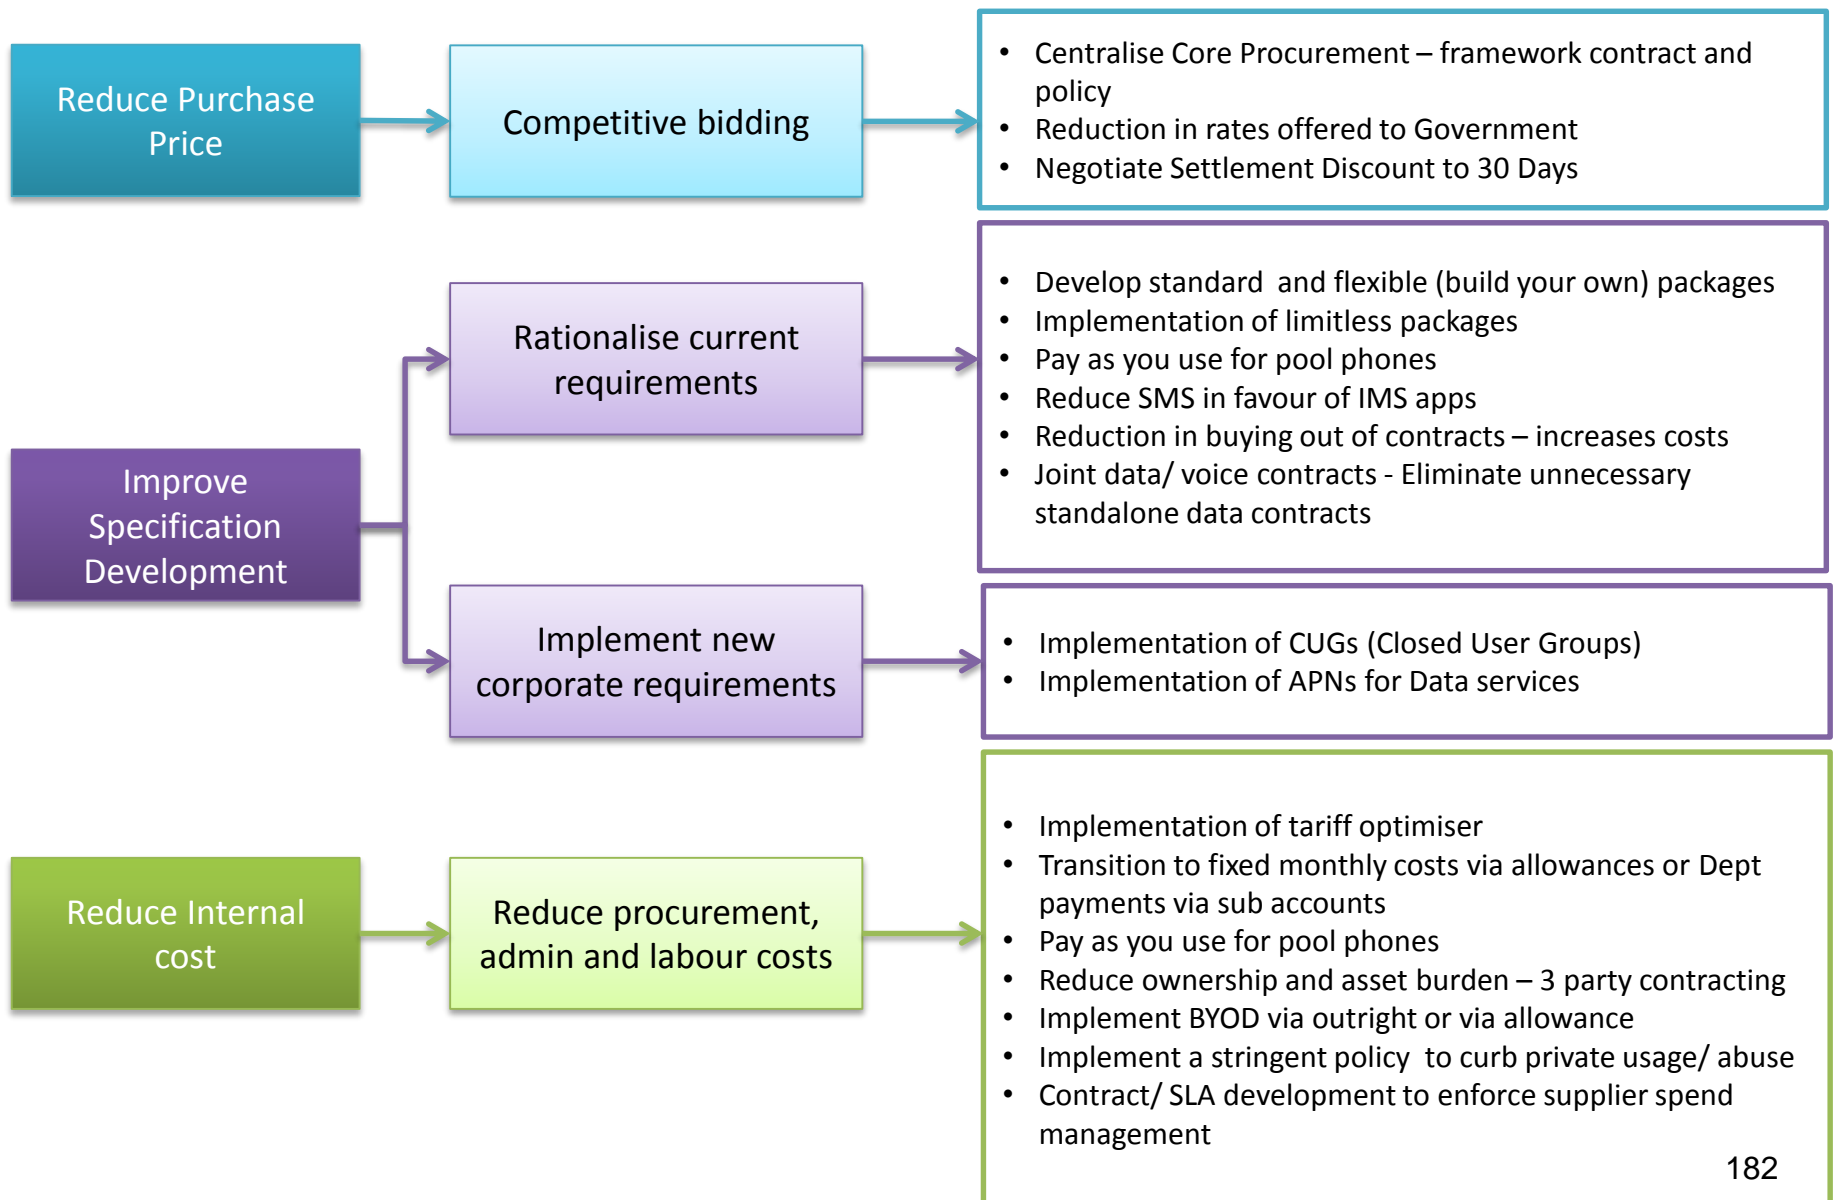 Reduce Purchase
Price
Competitive bidding
• Centralise Core Procurement – framework contract and
policy
• Reduction in rates offered to Government
• Negotiate Settlement Discount to 30 Days
Improve
Specification
Development
Rationalise current
requirements
• Develop standard  and flexible (build your own) packages
• Implementation of limitless packages
• Pay as you use for pool phones
• Reduce SMS in favour of IMS apps
• Reduction in buying out of contracts – increases costs
• Joint data/ voice contracts - Eliminate unnecessary
standalone data contracts
Implement new
corporate requirements
• Implementation of CUGs (Closed User Groups)
• Implementation of APNs for Data services
Reduce Internal
cost
Reduce procurement,
admin and labour costs
• Implementation of tariff optimiser
• Transition to fixed monthly costs via allowances or Dept
payments via sub accounts
• Pay as you use for pool phones
• Reduce ownership and asset burden – 3 party contracting
• Implement BYOD via outright or via allowance
• Implement a stringent policy  to curb private usage/ abuse
• Contract/ SLA development to enforce supplier spend
management
182